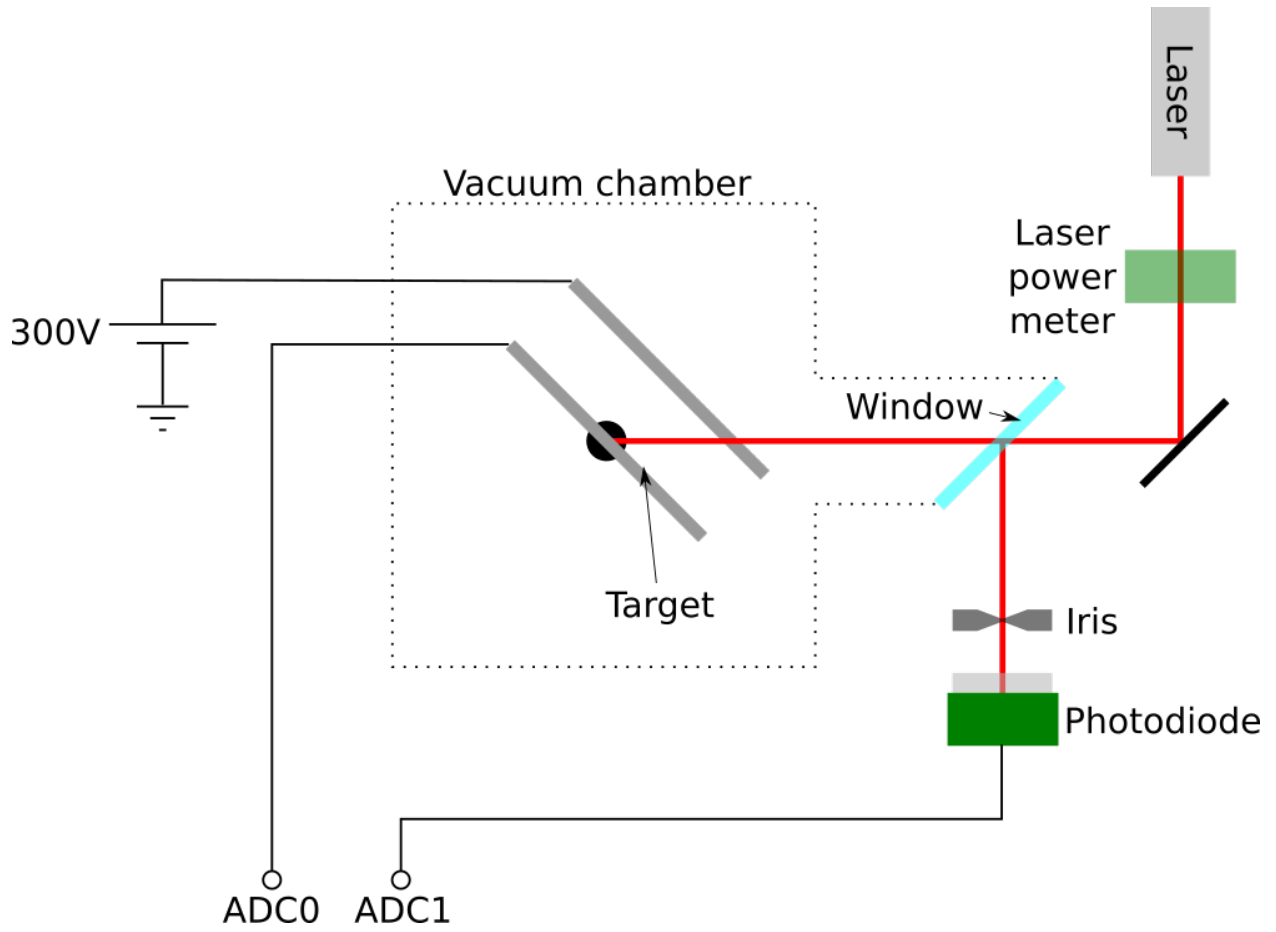 Laser
Vacuum chamber
Laser
power
meter
300V
Window
Target
Iris
Photodiode
ADC0
ADC1